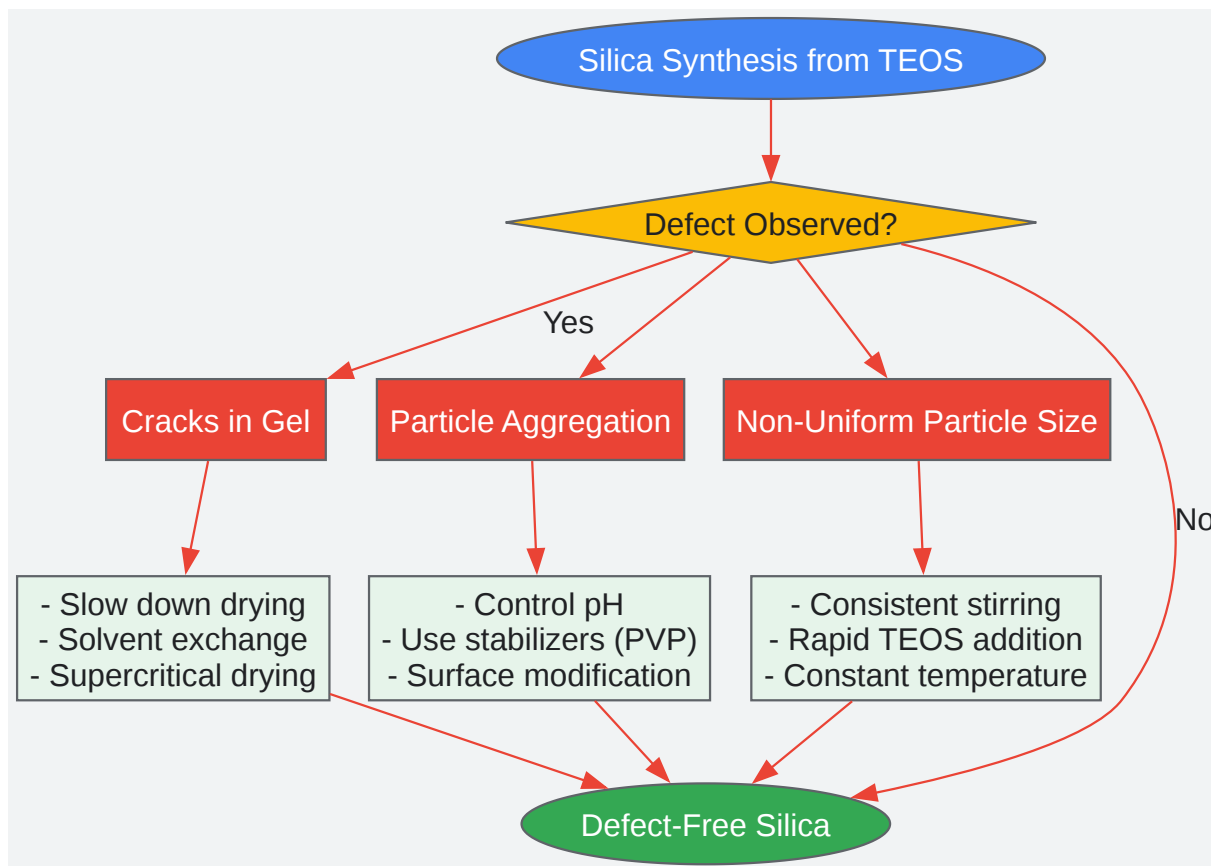 Silica Synthesis from TEOS
Defect Observed?
Yes
Cracks in Gel
Particle Aggregation
Non-Uniform Particle Size
No
- Slow down drying
- Solvent exchange
- Supercritical drying
- Control pH
- Use stabilizers (PVP)
- Surface modification
- Consistent stirring
- Rapid TEOS addition
- Constant temperature
Defect-Free Silica